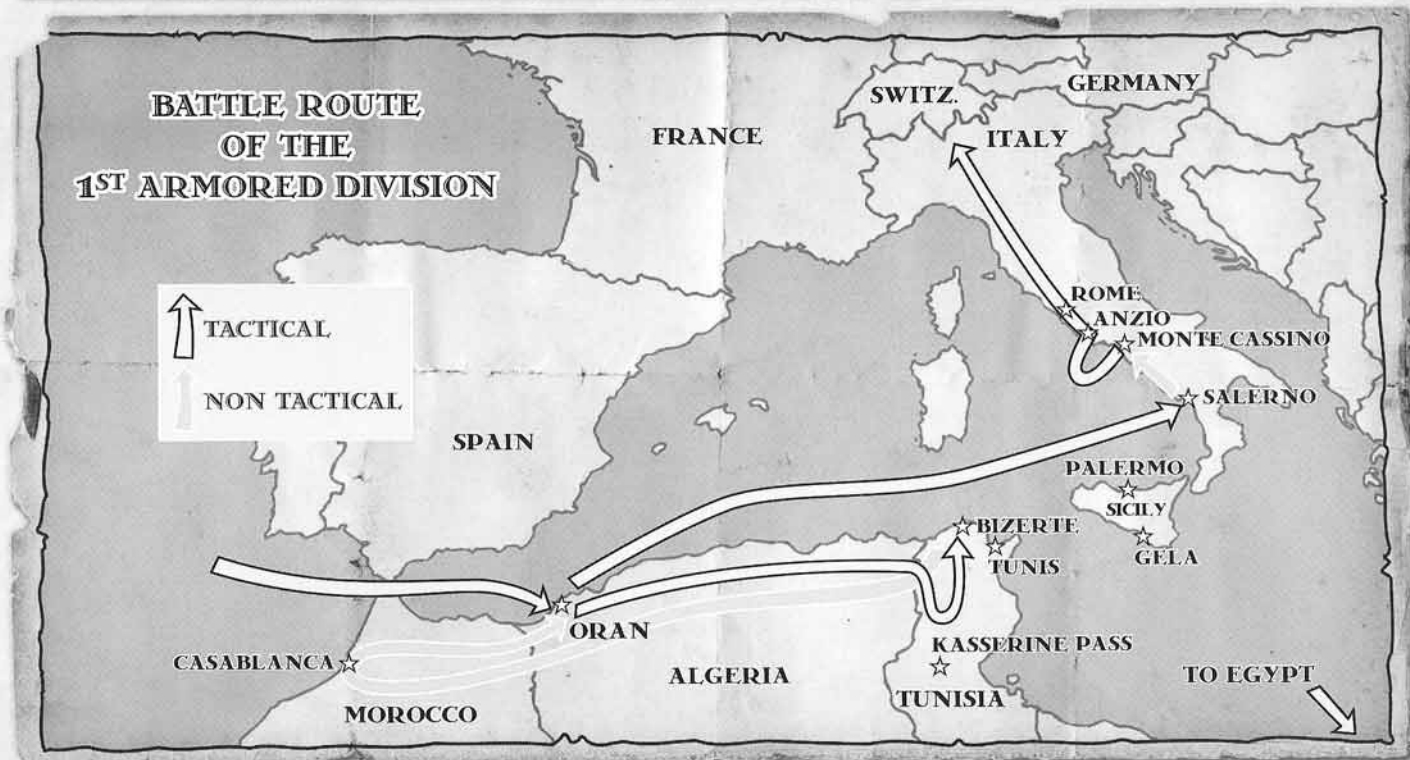 BATTLE ROUTE
OF THE
1ST ARMORED DIVISION
TACTICAL
NON TACTICAL
FRANCE
SWITZ.
GERMANY
ITALY
ROME
ANZIO
MONTE CASSINO
SALERNO
SPAIN
PALERMO
SICILY
GELA
BIZERTE
TUNIS
ORAN
KASSERINE PASS
TUNISIA
CASABLANCA
ALGERIA
MOROCCO
TO EGYPT